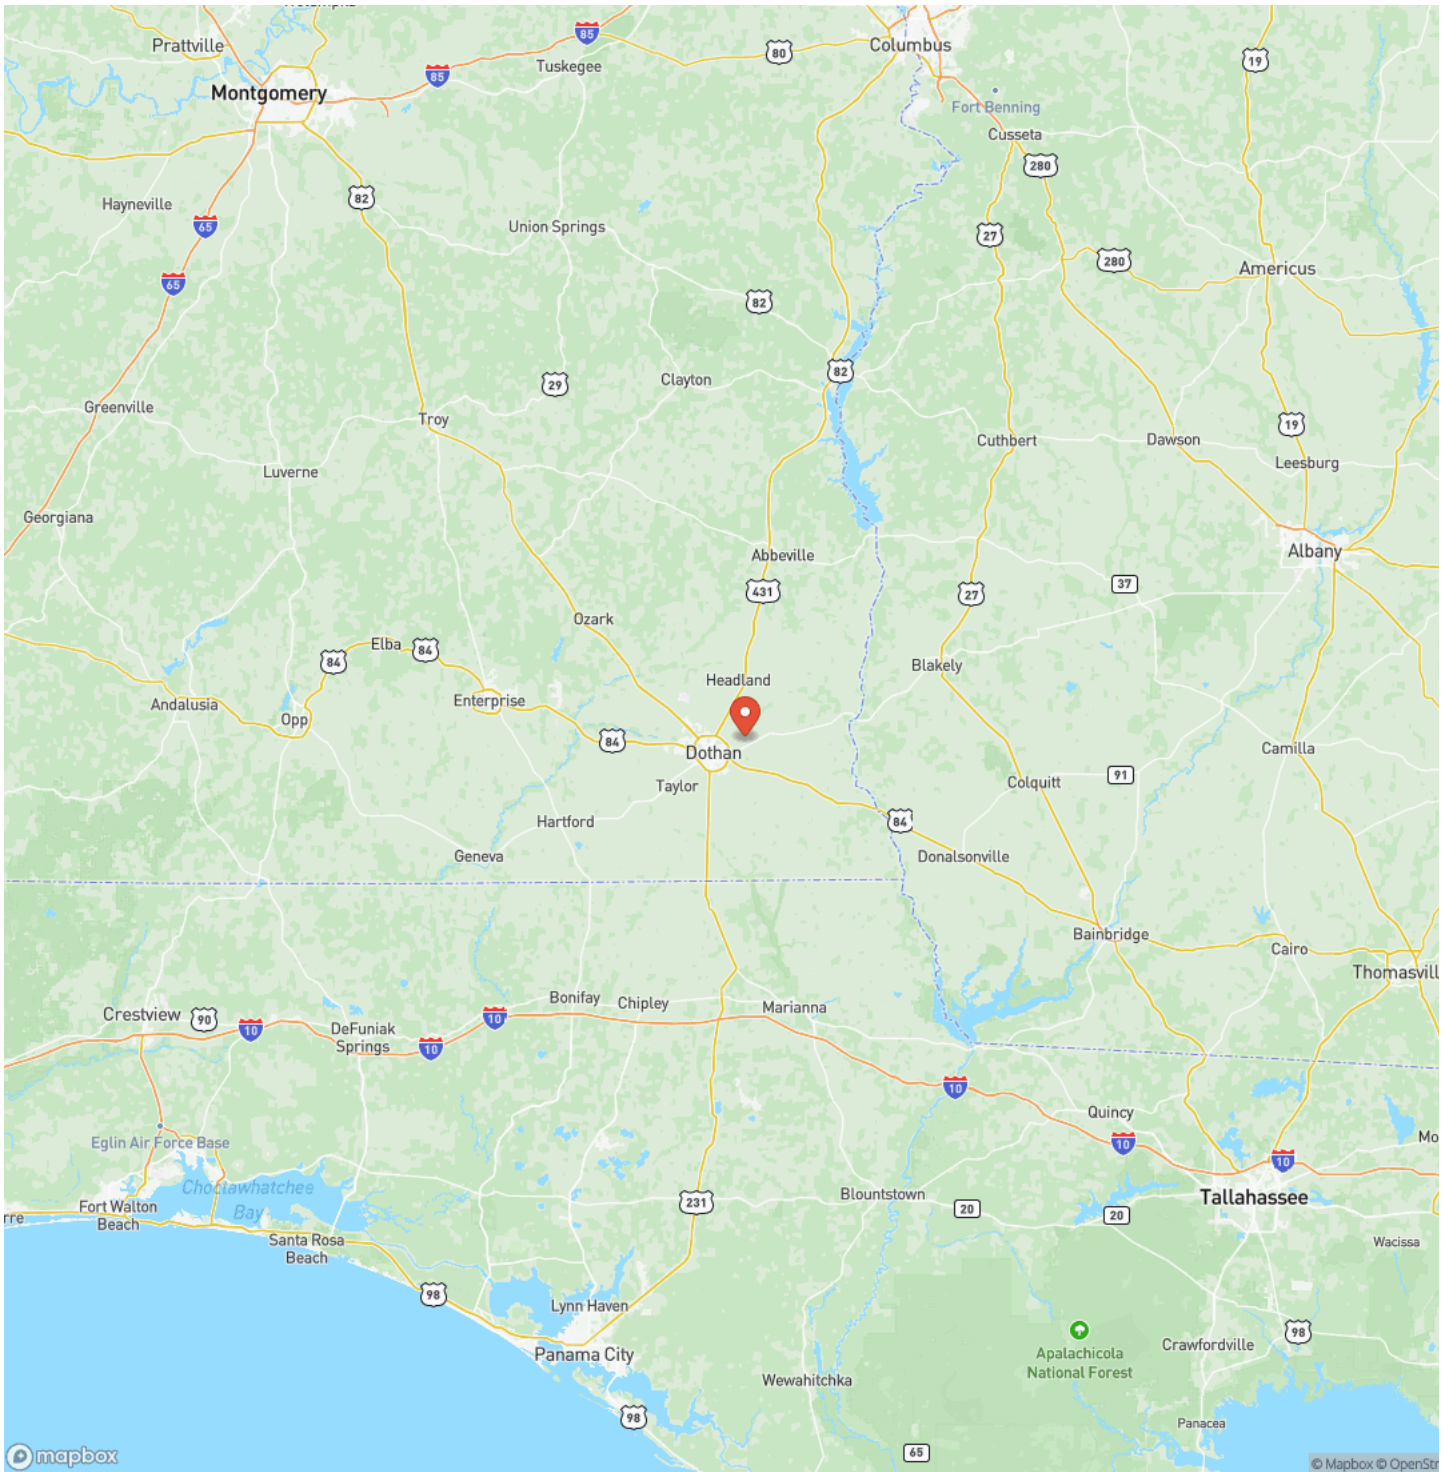 Prattville
85
80
Columbus
19
Tuskegee
85
Montgomery
Fort Benning
Cusseta
280
82
Hayneville
65
Union Springs
27
280
Americus
65
82
82
Clayton
29
Greenville
Troy
19
Cuthbert
Dawson
Luverne
Leesburg
Georgiana
Abbeville
Albany
37
431
27
Ozark
Elba
84
84
Blakely
Headland
Andalusia
Enterprise
Opp
84
Dothan
Camilla
Taylor
Colquitt
91
Hartford
84
Geneva
Donalsonville
Bainbridge
Cairo
Thomasvill
Bonifay
Chipley
Marianna
Crestview
90
10
10
DeFuniak
Springs
10
10
Quincy
Eglin Air Force Base
10
Mo
10
Choctawhatchee
Bay
Blountstown
Tallahassee
231
20
20
Fort Walton
Beach
rre
Santa Rosa
Beach
Wacissa
98
Lynn Haven
98
Panama City
Crawfordville
Apalachicola
National Forest
Wewahitchka
98
Panacea
65
mapbox
© Mapbox © OpenStr